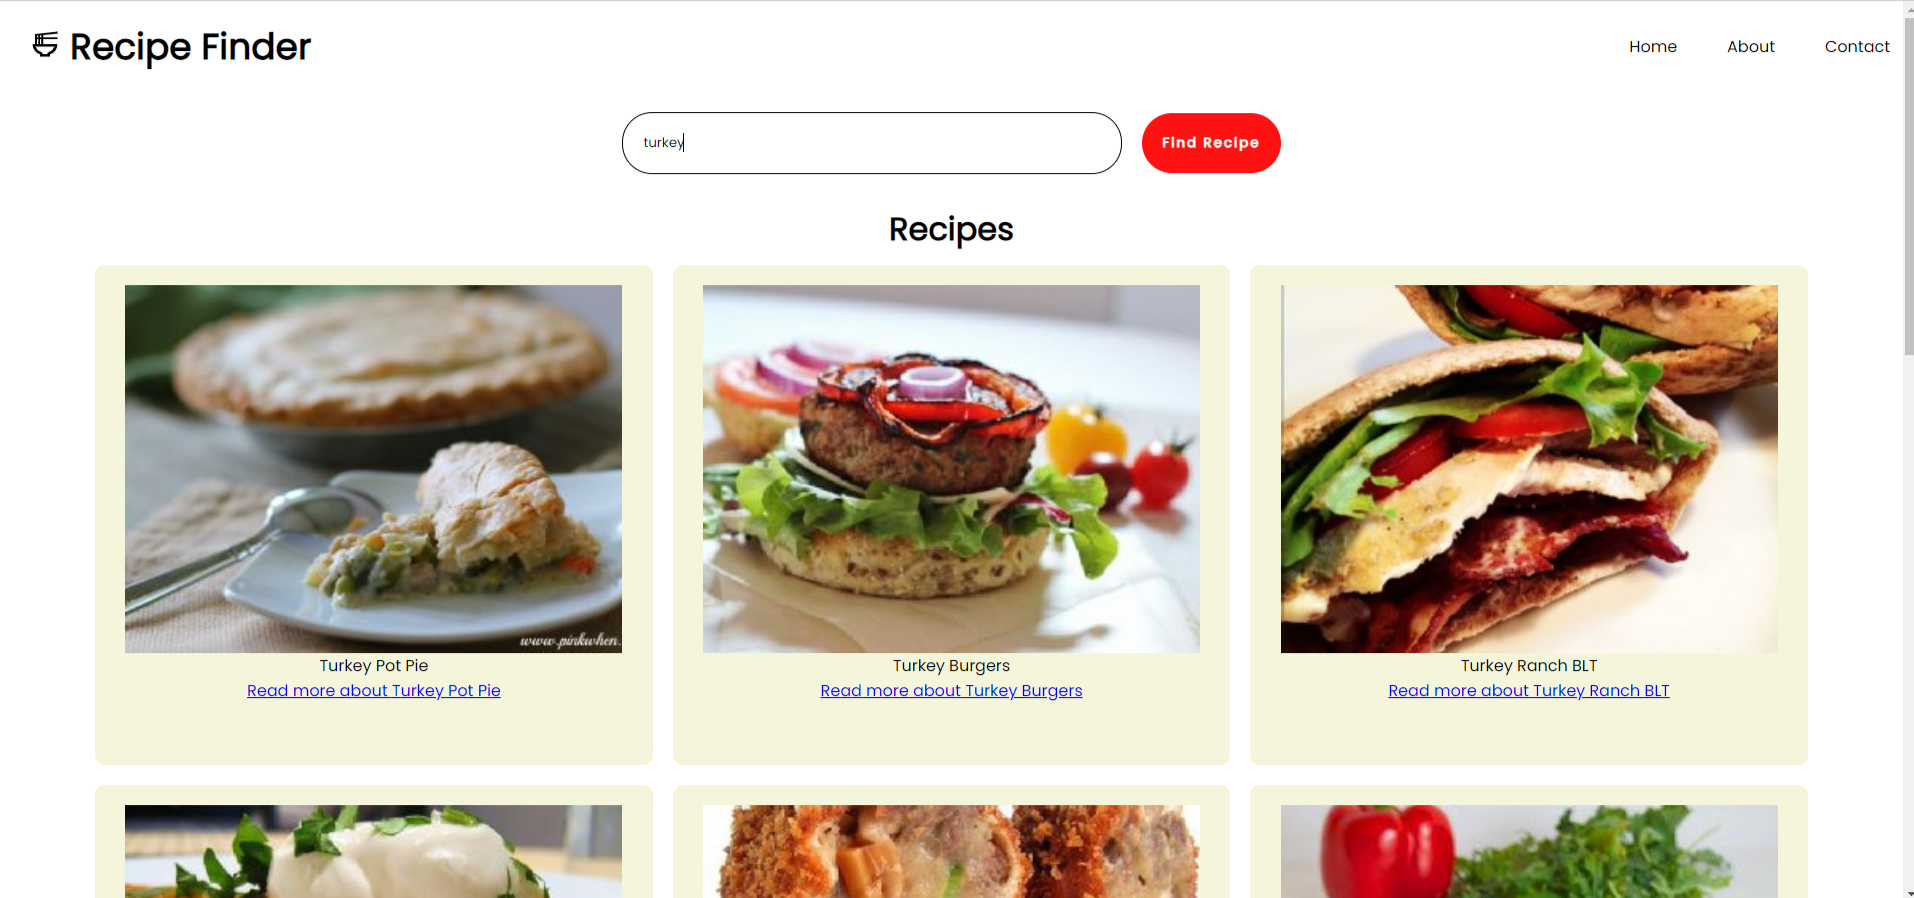 Recipe Finder
Home
About
Contact
turkey
Find Recipe
Recipes
www.pinkwhen.
Turkey Pot Pie
Read more about Turkey Pot Pie
Turkey Burgers
Read more about Turkey Burgers
Turkey Ranch BLT
Read more about Turkey Ranch BLT